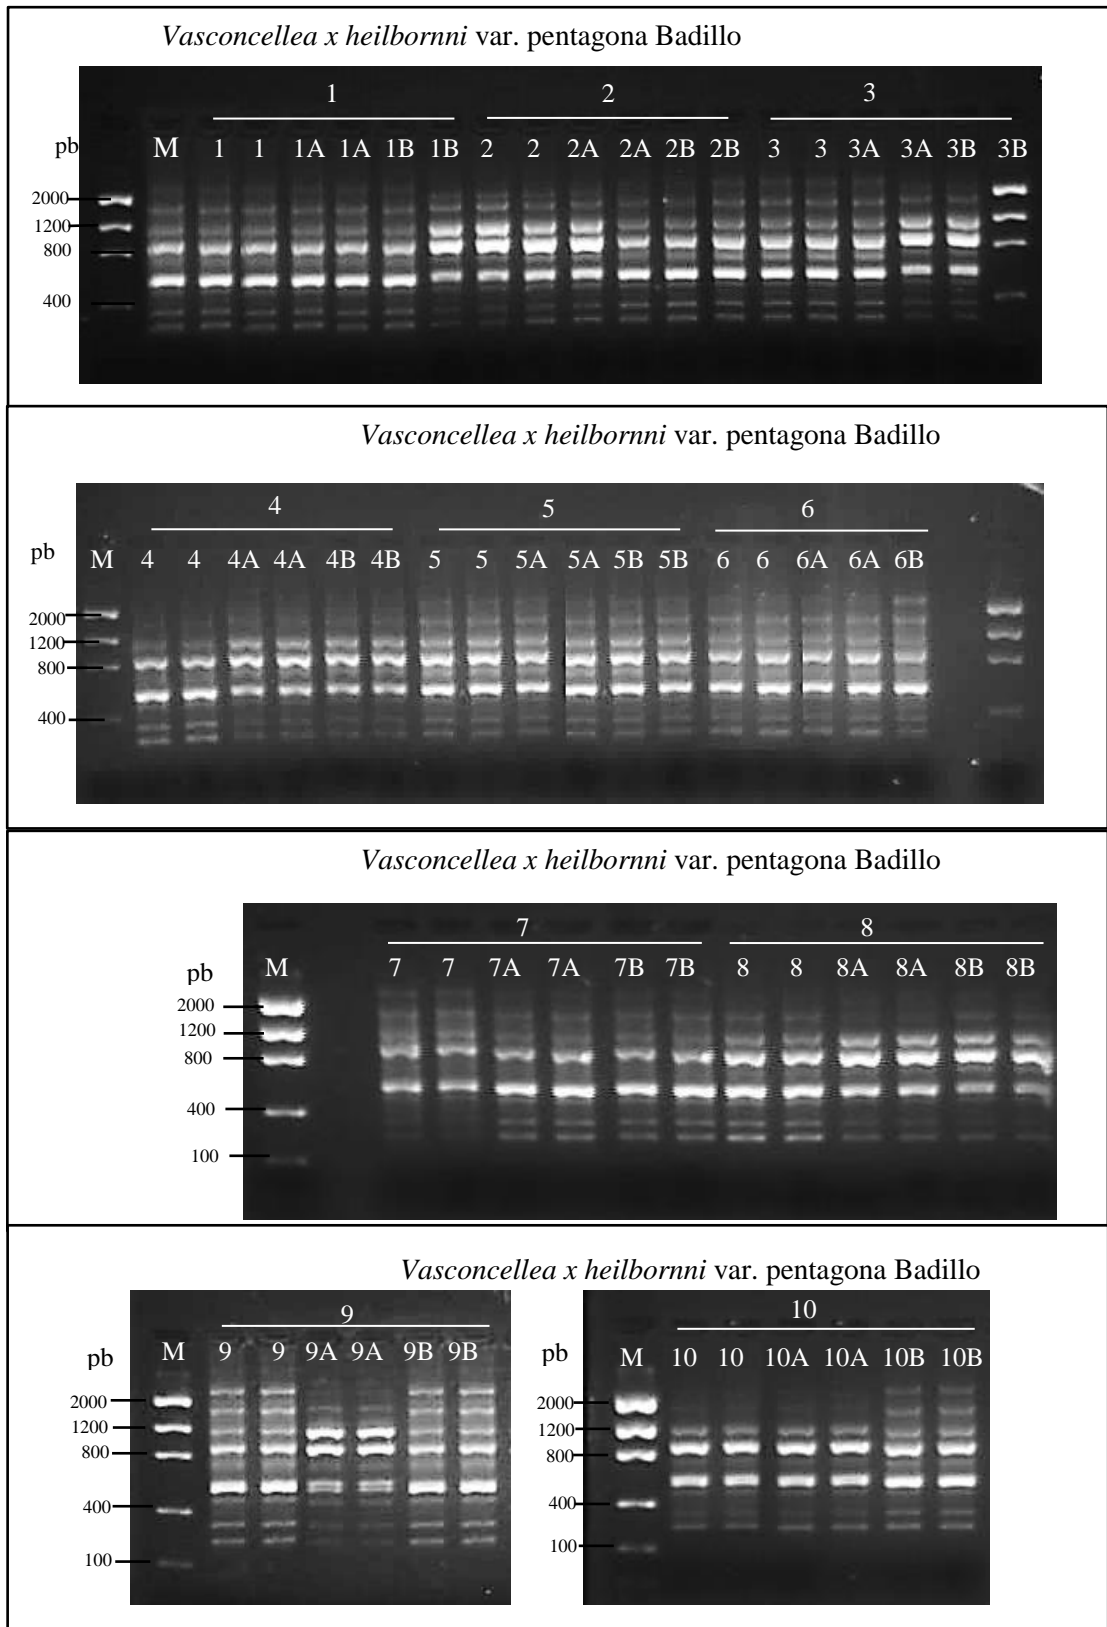 Vasconcellea x heilbornni var. pentagona Badillo
1 2 3
pb M 1 1 1A 1A 1B 1B 2 2 2A 2A 2B 2B 3 3 3A 3A 3B 3B
2000
1200
800
400
Vasconcellea x heilbornni var. pentagona Badillo
4 5 6
pb M 4 4 4A 4A 4B 4B 5 5 5A 5A 5B 5B 6 6 6A 6A 6B
2000
1200
800
400
Vasconcellea x heilbornni var. pentagona Badillo
7 8
pb M 7 7 7A 7A 7B 7B 8 8 8A 8A 8B 8B
2000
1200
800
400
100
Vasconcellea x heilbornni var. pentagona Badillo
9
pb M 9 9 9A 9A 9B 9B
2000
1200
800
400
100
10
pb M 10 10 10A 10A 10B 10B
2000
1200
800
400
100